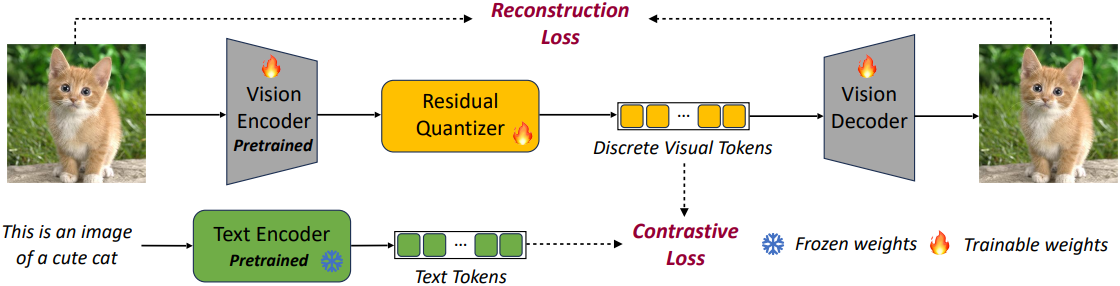 Reconstruction
Loss
Vision
Encoder
Pretrained
Residual
Quantizer
...
Discrete Visual Tokens
Vision
Decoder
This is an image
of a cute cat
Text Encoder
Pretrained
...
Text Tokens
Contrastive
Loss
Frozen weights
Trainable weights